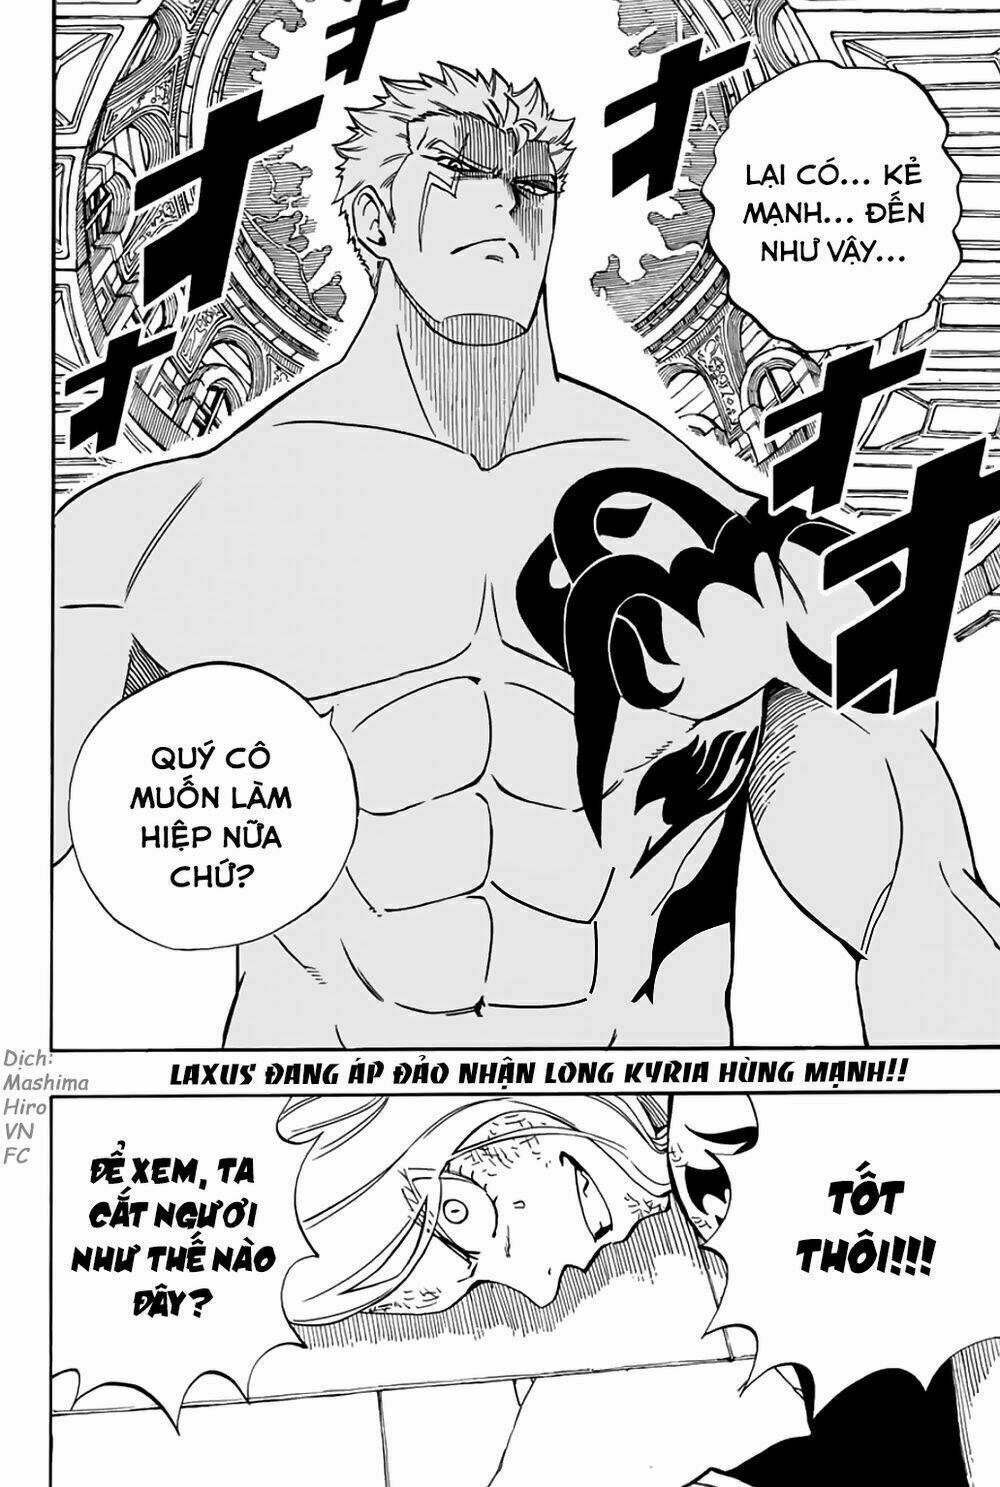 LẠI CÓ... KẺ
MẠNH... ĐẾN
NHƯ VẬY...
QUÝ CÔ
MUỐN LÀM
HIỆP NỮA
CHỨ?
Dịch:
Mashima
Hiro
VN
FC
LAXUS ĐANG ÁP ĐẢO NHẬN LONG KYRIA HÙNG MẠNH!!
TỐT
THÔI!!!
ĐỂ XEM, TA
CẮT NGƯƠI
NHƯ THẾ NÀO
ĐÂY?